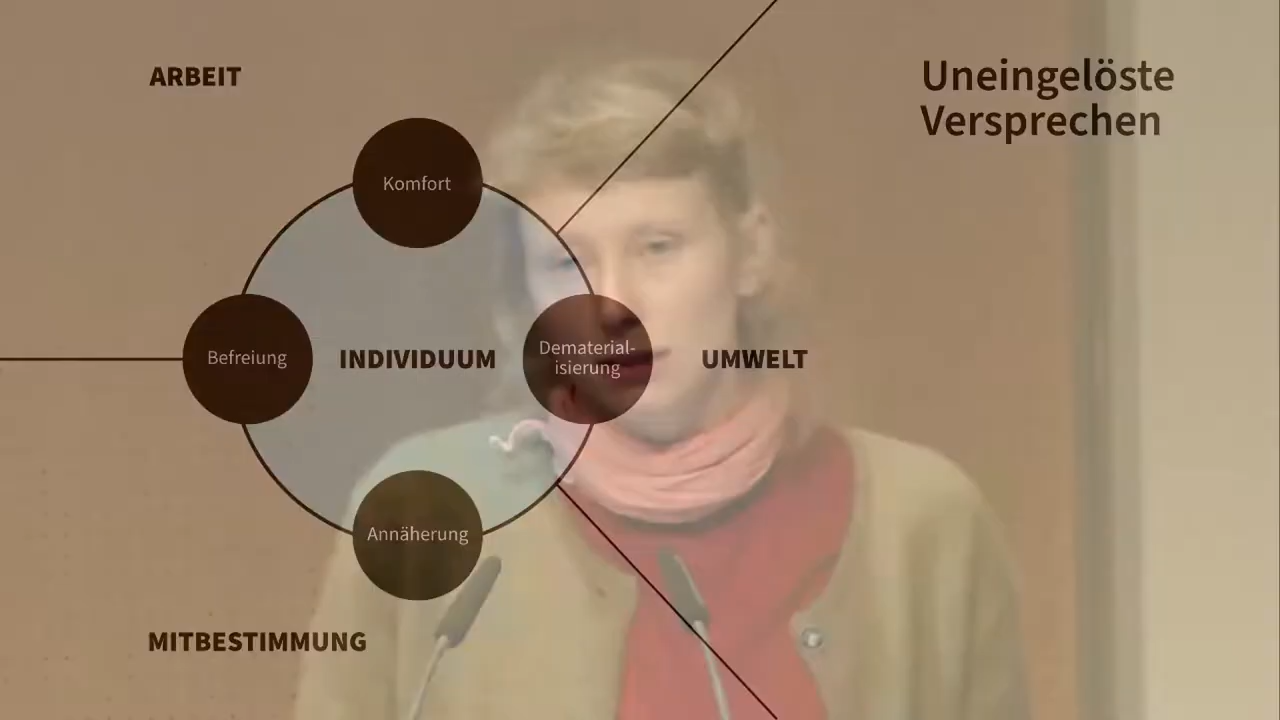 ARBEIT
Uneingelöste
Versprechen
Komfort
Befreiung
INDIVIDUUM
Dematerial-
isierung
UMWELT
Annäherung
MITBESTIMMUNG